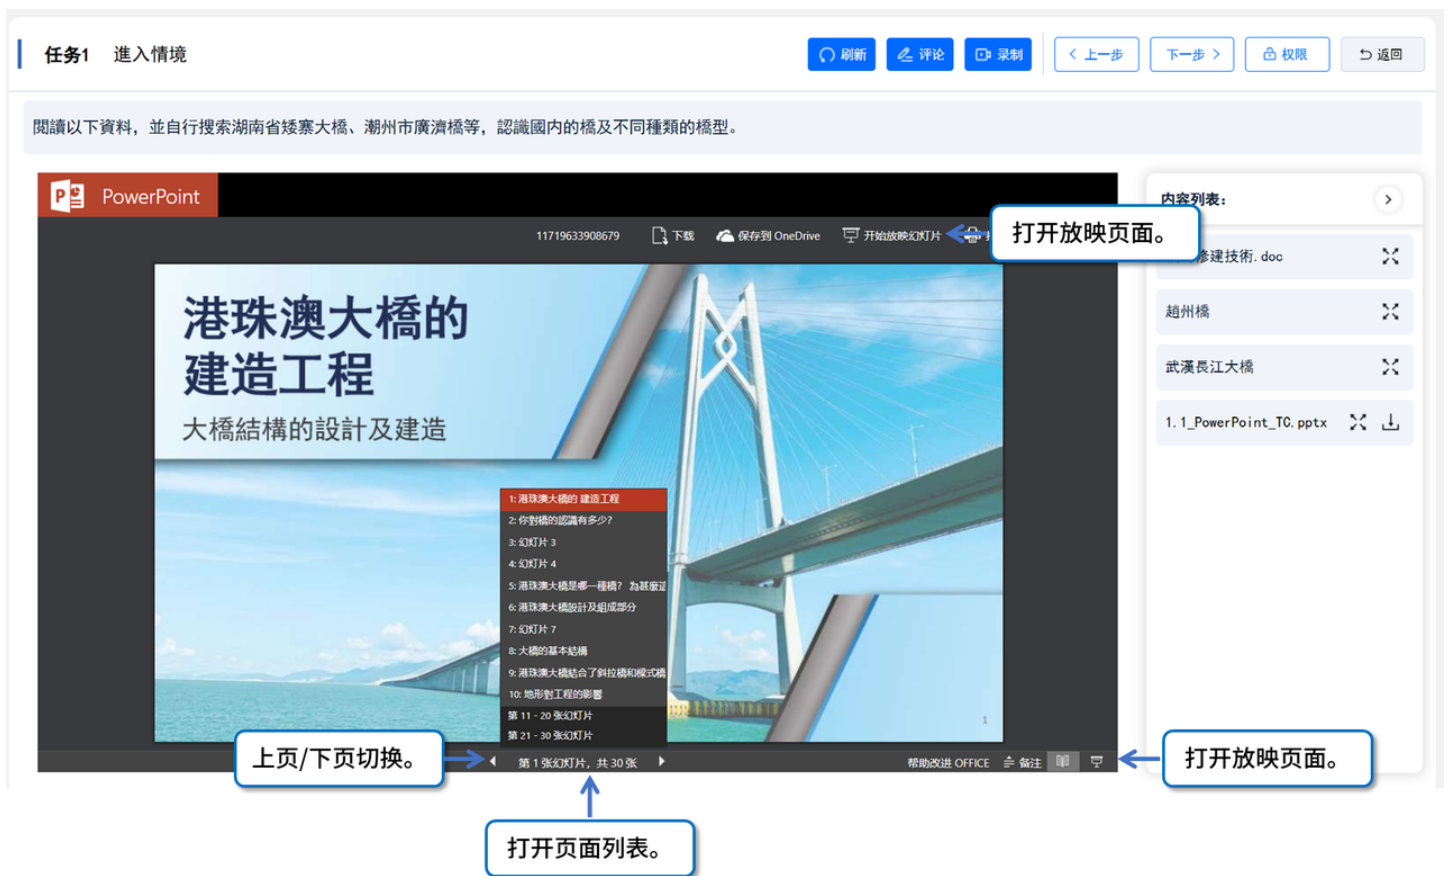 任务1 進入情境
刷新 评论 录制 上一步 下一步 权限 返回
閱讀以下資料，並自行搜索湖南省矮寨大橋、潮州市廣濟橋等，認識國內的橋及不同種類的橋型。
PowerPoint
内容列表：
11719633908679 下载 保存到 OneDrive 开始放映幻灯片
打开放映页面。
修建技術.doc
趙州橋
武漢長江大橋
1.1_PowerPoint_TC.pptx
港珠澳大橋的
建造工程
大橋結構的設計及建造
1: 港珠澳大橋的 建造工程
2: 你對橋的認識有多少?
3: 幻灯片 3
4: 幻灯片 4
5: 港珠澳大橋是哪一種橋? 為甚麼這
6: 港珠澳大橋設計及組成部分
7: 幻灯片 7
8: 大橋的基本結構
9: 港珠澳大橋結合了斜拉橋和樑式橋
10: 地形對工程的影響
第 11 - 20 张幻灯片
第 21 - 30 张幻灯片
1
上页/下页切换。
第 1 张幻灯片，共 30 张
帮助改进 OFFICE 备注
打开放映页面。
打开页面列表。